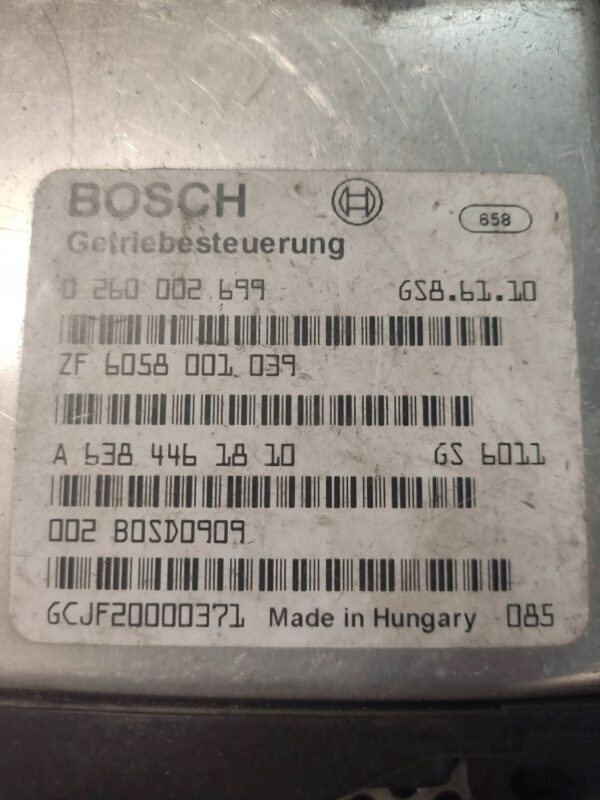 BOSCH 658
Getriebesteuerung
0 260 002 699 GS8.61.10
ZF 6058 001 039
A 638 446 18 10 GS 6011
002 BOSD0909
GCJF20000371 Made in Hungary 085